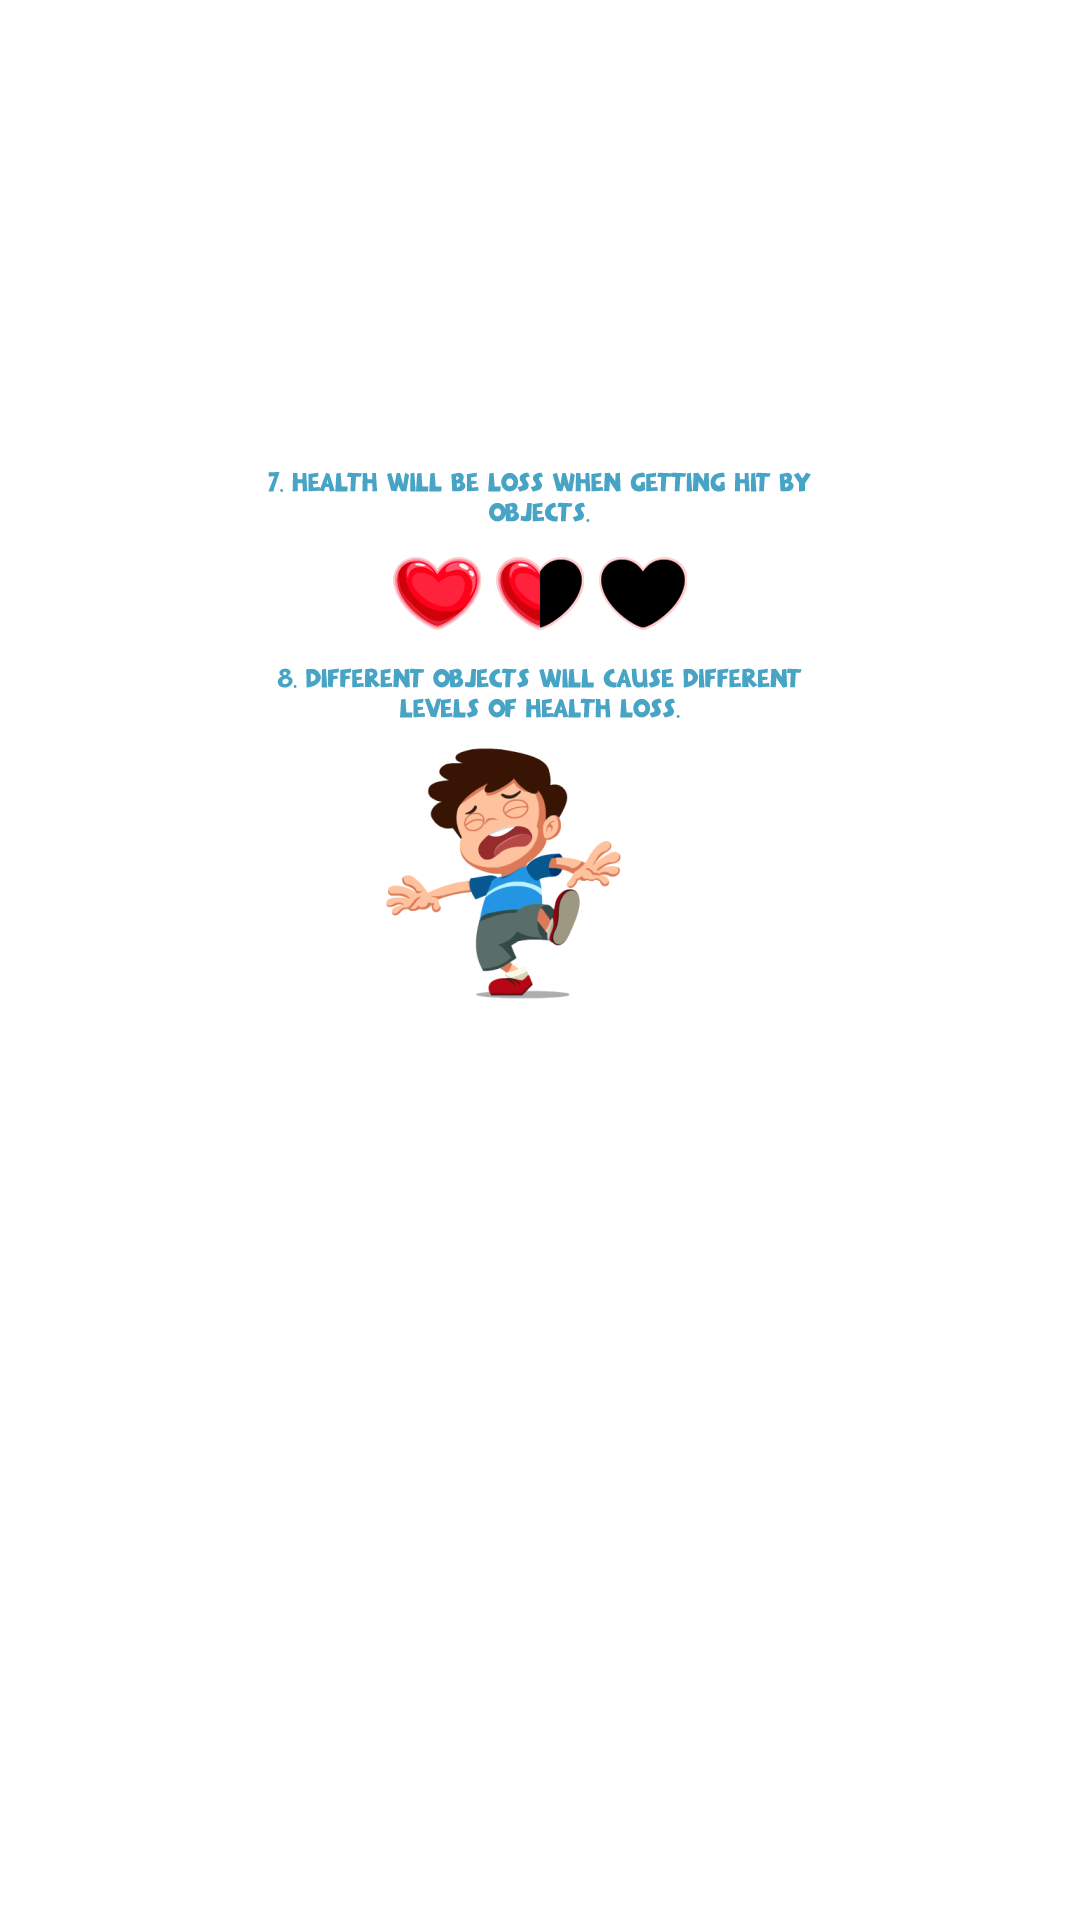 7. HEALTH WILL BE LOSS WHEN GETTING HIT BY
OBJECTS.
8. DIFFERENT OBJECTS WILL CAUSE DIFFERENT
LEVELS OF HEALTH LOSS.